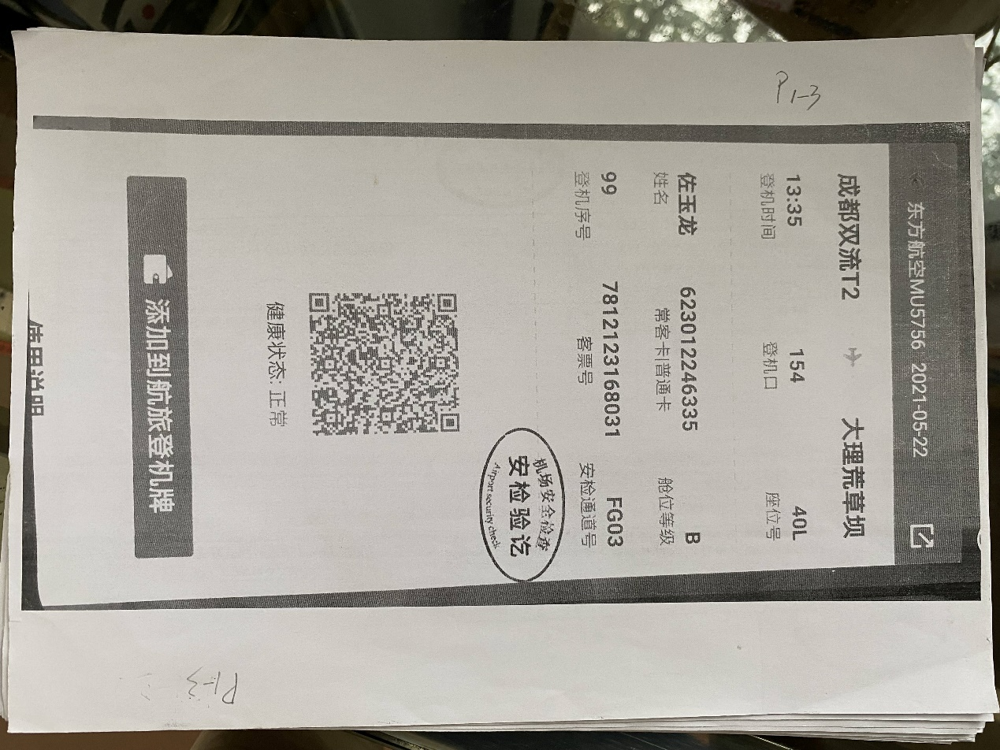 P1-3
东方航空MU5756 2021-05-22
成都双流T2 大理荒草坝
13:35 154 40L
登机时间 登机口 座位号
佐玉龙 623012246335 B
姓名 常客卡|普通卡 舱位等级
99 7812123168031 FG03
登机序号 客票号 安检通道号
机场安全检查
安检验讫
Airport security check
健康状态: 正常
添加到航旅登机牌
使用说明
P1-3